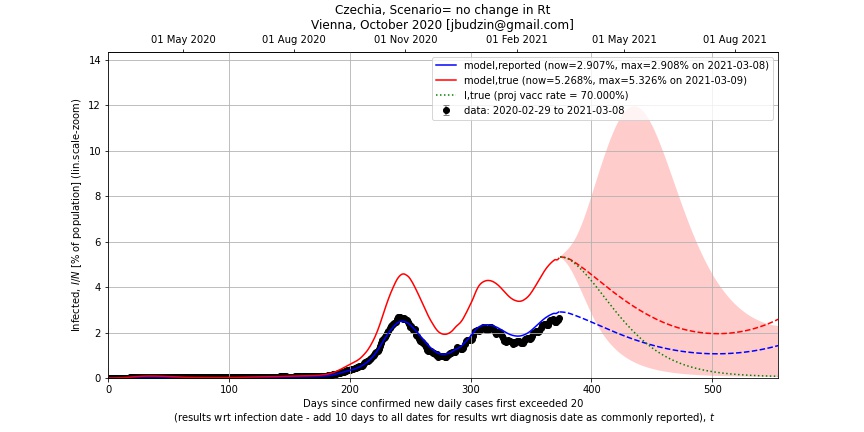 Czechia, Scenario= no change in Rt
Vienna, October 2020 [jbudzin@gmail.com]
01 May 2020 01 Aug 2020 01 Nov 2020 01 Feb 2021 01 May 2021 01 Aug 2021
model,reported (now=2.907%, max=2.908% on 2021-03-08)
model,true (now=5.268%, max=5.326% on 2021-03-09)
I,true (proj vacc rate = 70.000%)
data: 2020-02-29 to 2021-03-08
Infected, I/N [% of population] (lin.scale-zoom)
14
12
10
8
6
4
2
0
0 100 200 300 400 500
Days since confirmed new daily cases first exceeded 20
(results wrt infection date - add 10 days to all dates for results wrt diagnosis date as commonly reported), t